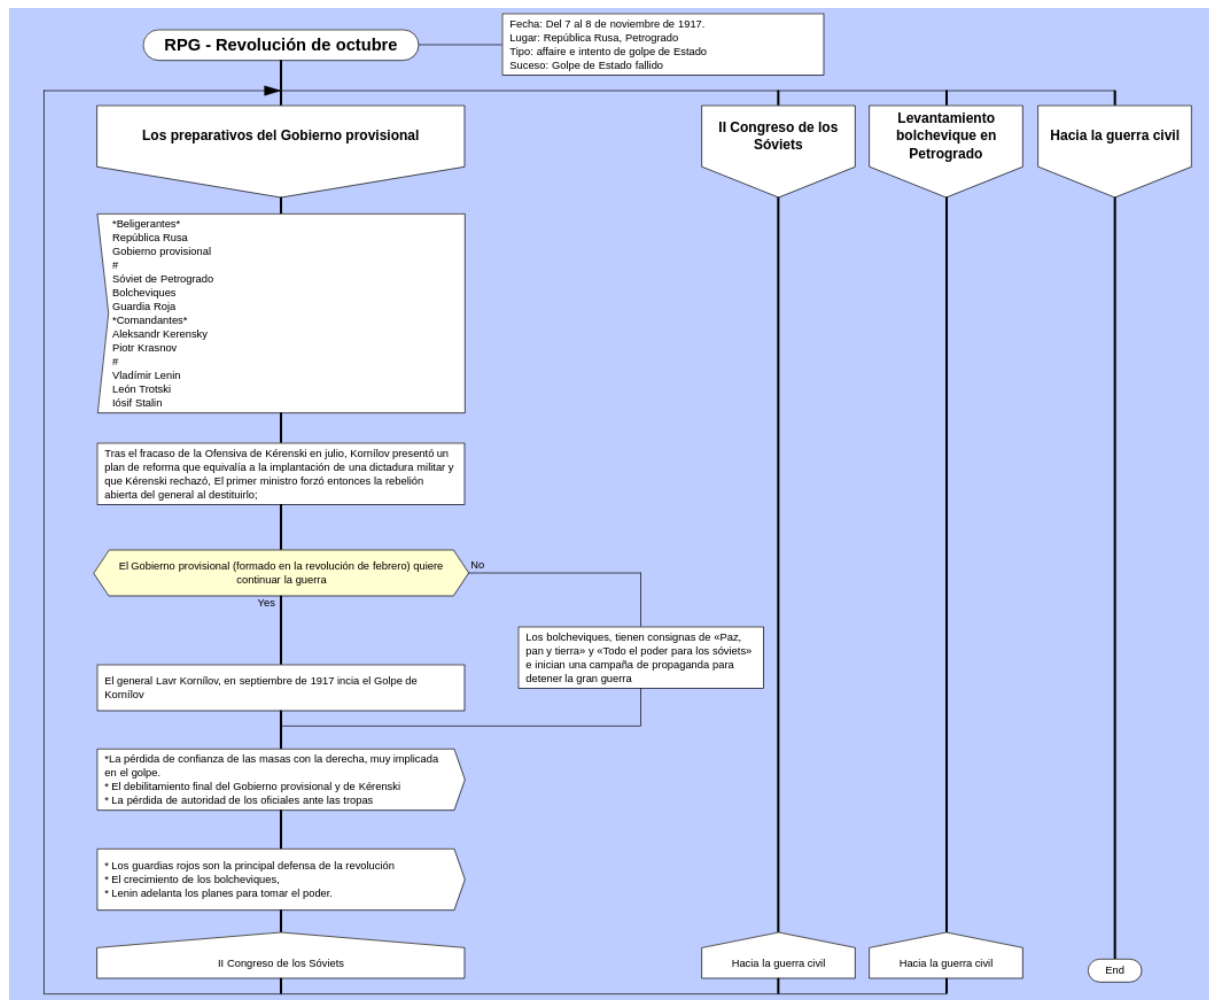 RPG - Revolución de octubre
Fecha: Del 7 al 8 de noviembre de 1917.
Lugar: República Rusa, Petrogrado
Tipo: affaire e intento de golpe de Estado
Suceso: Golpe de Estado fallido
Los preparativos del Gobierno provisional
II Congreso de los
Sóviets
Levantamiento
bolchevique en
Petrogrado
Hacia la guerra civil
*Beligerantes*
República Rusa
Gobierno provisional
#
Sóviet de Petrogrado
Bolcheviques
Guardia Roja
*Comandantes*
Aleksandr Kerensky
Piotr Krasnov
#
Vladímir Lenin
León Trotski
Iósif Stalin
Tras el fracaso de la Ofensiva de Kérenski en julio, Kornílov presentó un
plan de reforma que equivalía a la implantación de una dictadura militar y
que Kérenski rechazó, El primer ministro forzó entonces la rebelión
abierta del general al destituirlo;
El Gobierno provisional (formado en la revolución de febrero) quiere
continuar la guerra
No
Yes
Los bolcheviques, tienen consignas de «Paz,
pan y tierra» y «Todo el poder para los sóviets»
e inician una campaña de propaganda para
detener la gran guerra
El general Lavr Kornílov, en septiembre de 1917 incia el Golpe de
Kornílov
*La pérdida de confianza de las masas con la derecha, muy implicada
en el golpe.
* El debilitamiento final del Gobierno provisional y de Kérenski
* La pérdida de autoridad de los oficiales ante las tropas
* Los guardias rojos son la principal defensa de la revolución
* El crecimiento de los bolcheviques,
* Lenin adelanta los planes para tomar el poder.
II Congreso de los Sóviets
Hacia la guerra civil
Hacia la guerra civil
End